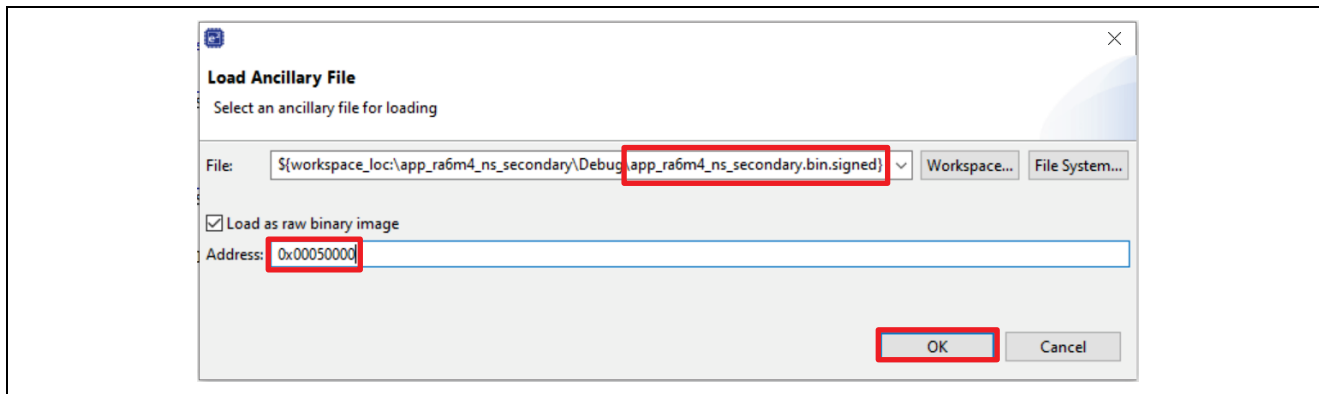 Load Ancillary File
Select an ancillary file for loading
File: ${workspace_loc:\app_ra6m4_ns_secondary\Debug\app_ra6m4_ns_secondary.bin.signed} Workspace... File System...
Load as raw binary image
Address: 0x00050000
OK Cancel